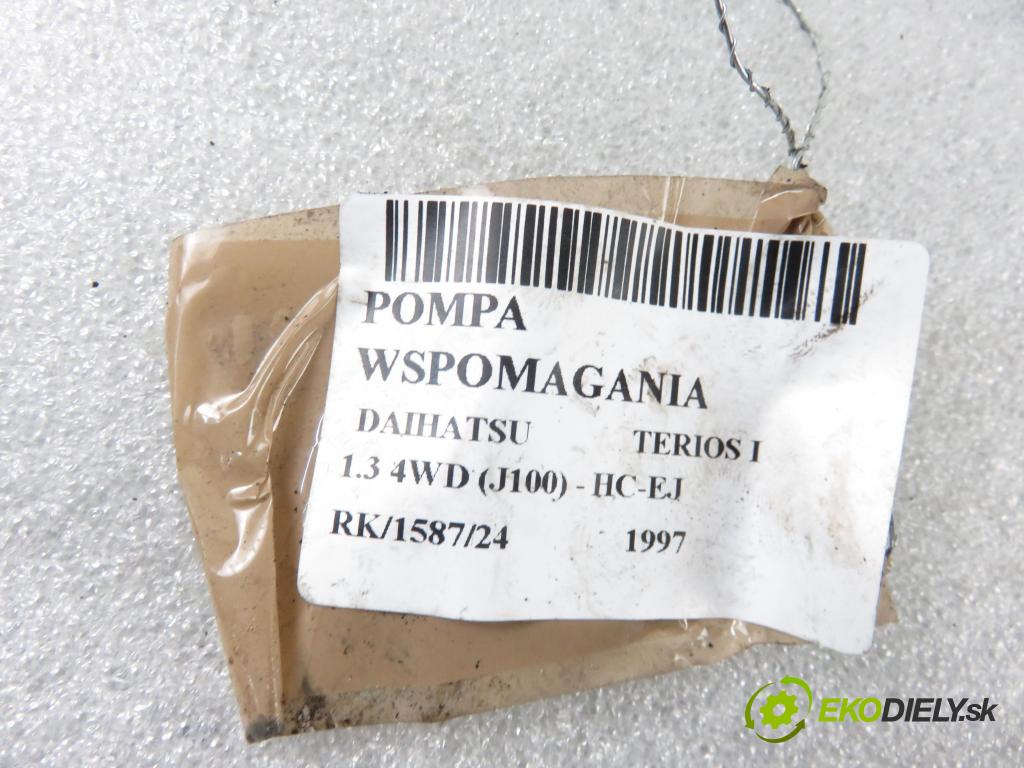 POMPA
WSPOMAGANIA
DAIHATSU TERIOS I
1.3 4WD (J100) - HC-EJ
RK/1587/24 1997
EKODIELY.sk